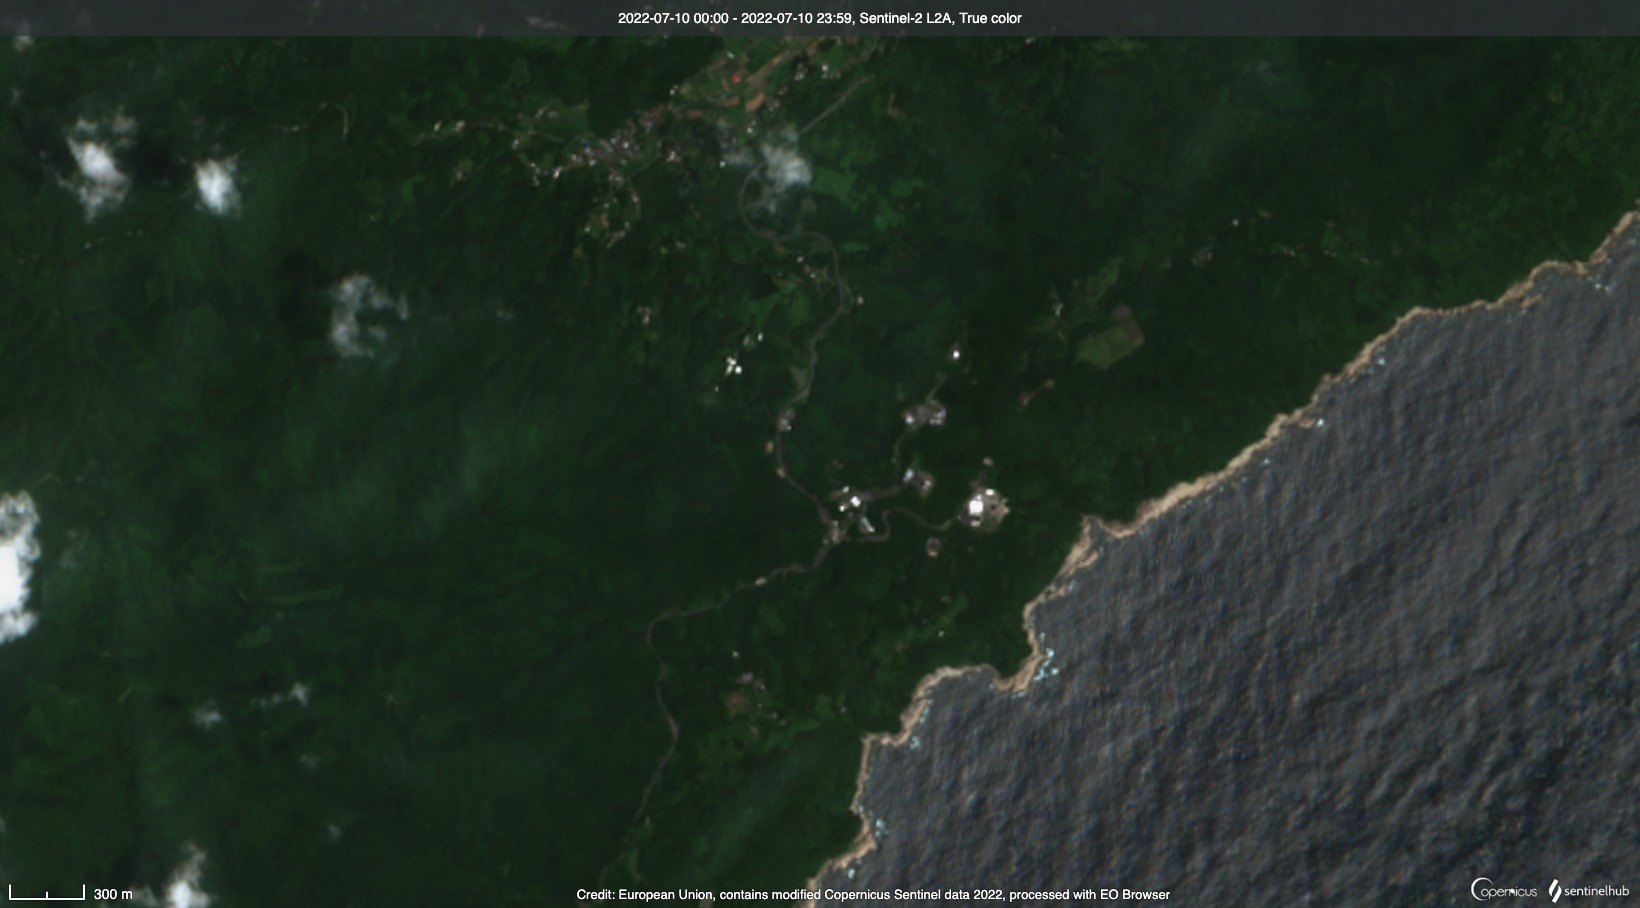 2022-07-10 00:00 - 2022-07-10 23:59, Sentinel-2 L2A, True color
300 m
Credit: European Union, contains modified Copernicus Sentinel data 2022, processed with EO Browser
opernicus
sentinelhub